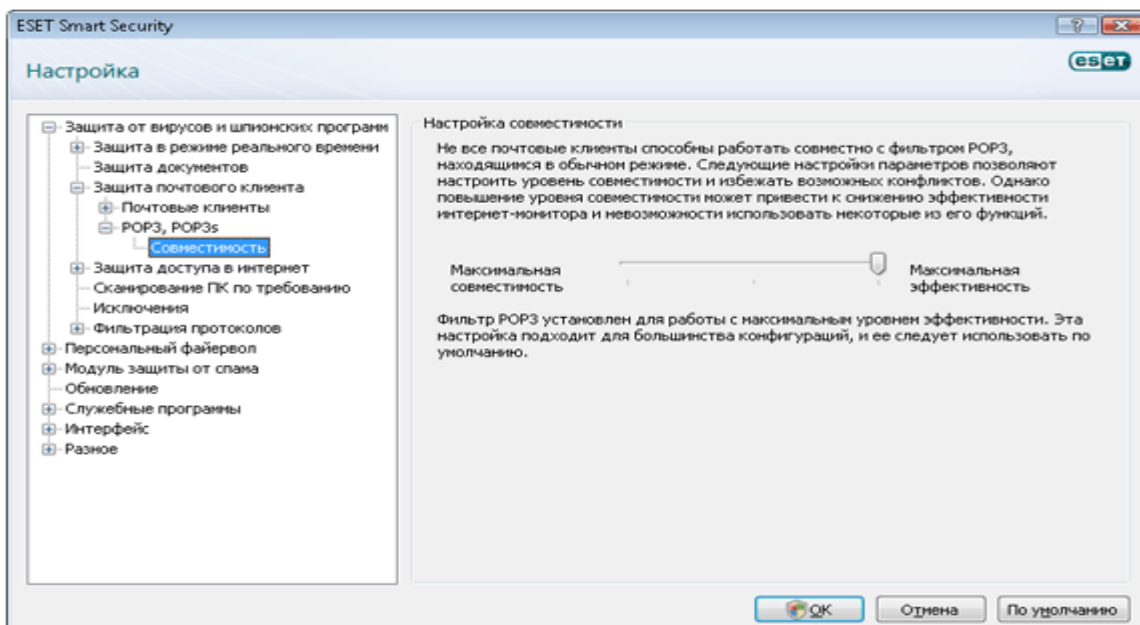 ESET Smart Security
Настройка
eset
Защита от вирусов и шпионских программ
Защита в режиме реального времени
Защита документов
Защита почтового клиента
Почтовые клиенты
POP3, POP3s
Совместимость
Защита доступа в интернет
Сканирование ПК по требованию
Исключения
Фильтрация протоколов
Персональный файервол
Модуль защиты от спама
Обновление
Служебные программы
Интерфейс
Разное
Настройка совместимости
Не все почтовые клиенты способны работать совместно с фильтром POP3,
находящимся в обычном режиме. Следующие настройки параметров позволяют
настроить уровень совместимости и избежать возможных конфликтов. Однако
повышение уровня совместимости может привести к снижению эффективности
интернет-монитора и невозможности использовать некоторые из его функций.
Максимальная
совместимость
Максимальная
эффективность
Фильтр POP3 установлен для работы с максимальным уровнем эффективности. Эта
настройка подходит для большинства конфигураций, и ее следует использовать по
умолчанию.
OK
Отмена
По умолчанию